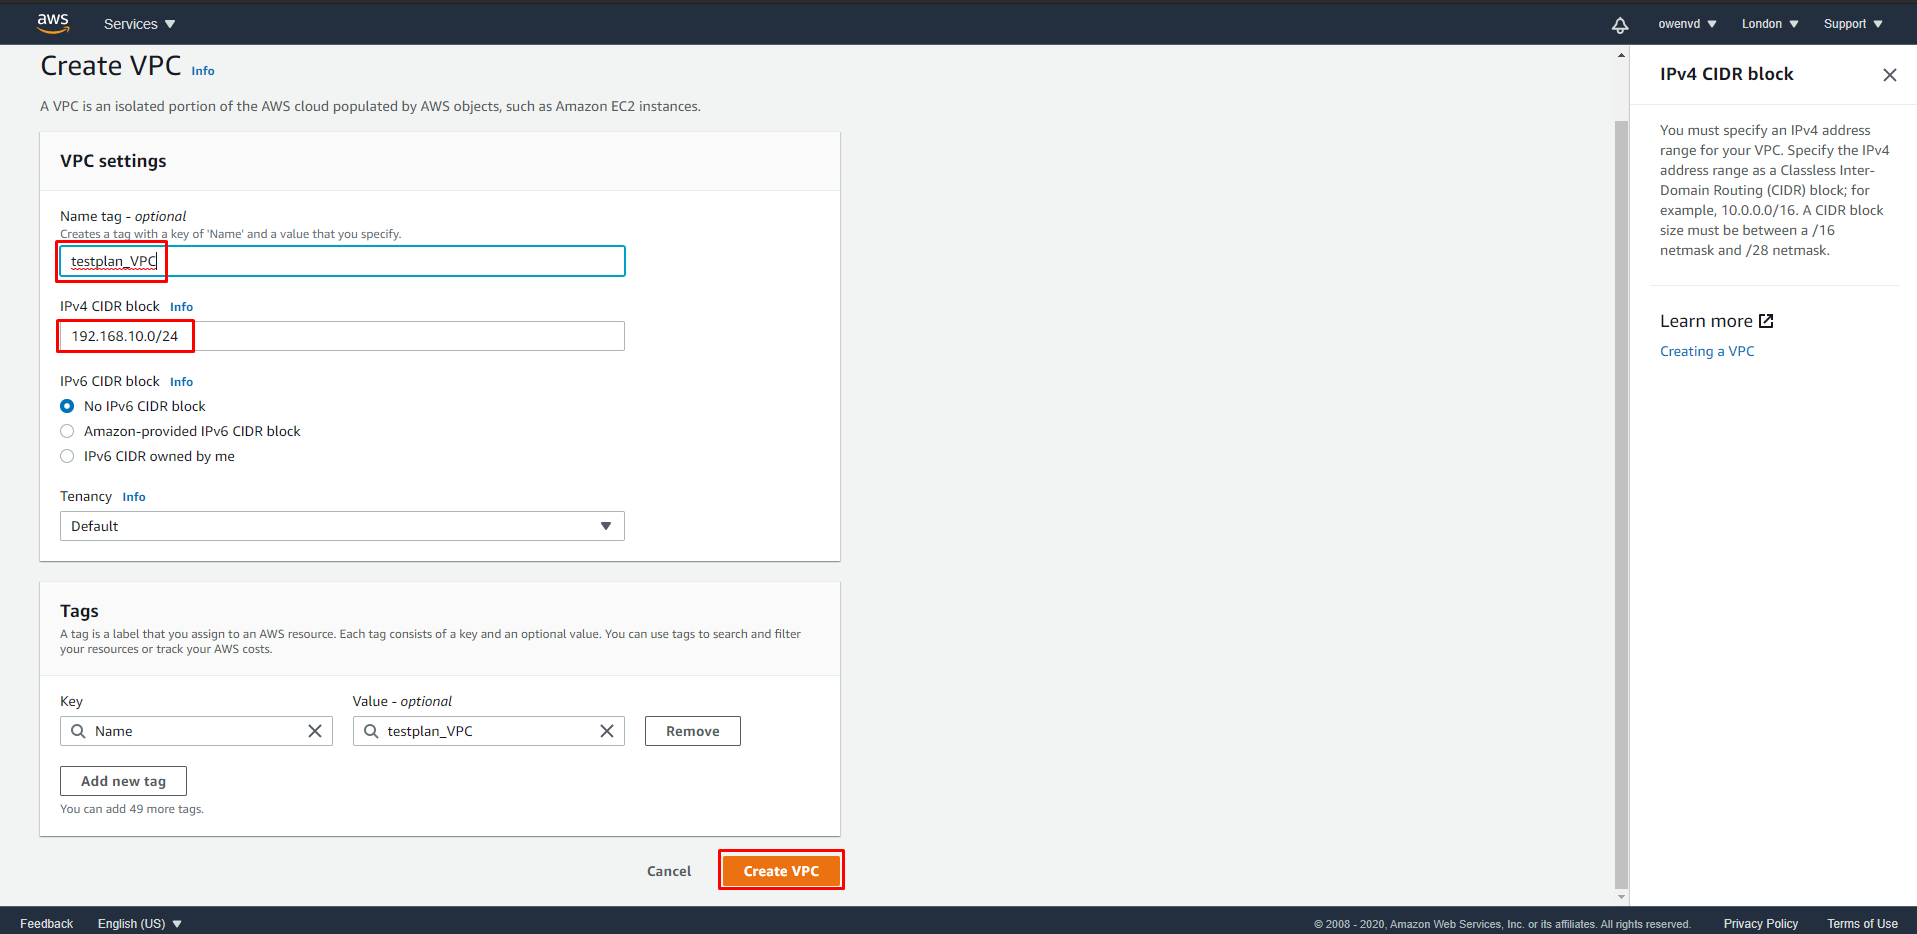 aws
Services
owenvd
London
Support
Create VPC Info
A VPC is an isolated portion of the AWS cloud populated by AWS objects, such as Amazon EC2 instances.
VPC settings
Name tag - optional
Creates a tag with a key of 'Name' and a value that you specify.
testplan_VPC
IPv4 CIDR block Info
192.168.10.0/24
IPv6 CIDR block Info
No IPv6 CIDR block
Amazon-provided IPv6 CIDR block
IPv6 CIDR owned by me
Tenancy Info
Default
Tags
A tag is a label that you assign to an AWS resource. Each tag consists of a key and an optional value. You can use tags to search and filter
your resources or track your AWS costs.
Key
Value - optional
Name
testplan_VPC
Remove
Add new tag
You can add 49 more tags.
Cancel
Create VPC
IPv4 CIDR block
You must specify an IPv4 address
range for your VPC. Specify the IPv4
address range as a Classless Inter-
Domain Routing (CIDR) block; for
example, 10.0.0.0/16. A CIDR block
size must be between a /16
netmask and /28 netmask.
Learn more
Creating a VPC
Feedback
English (US)
© 2008 - 2020, Amazon Web Services, Inc. or its affiliates. All rights reserved.
Privacy Policy
Terms of Use